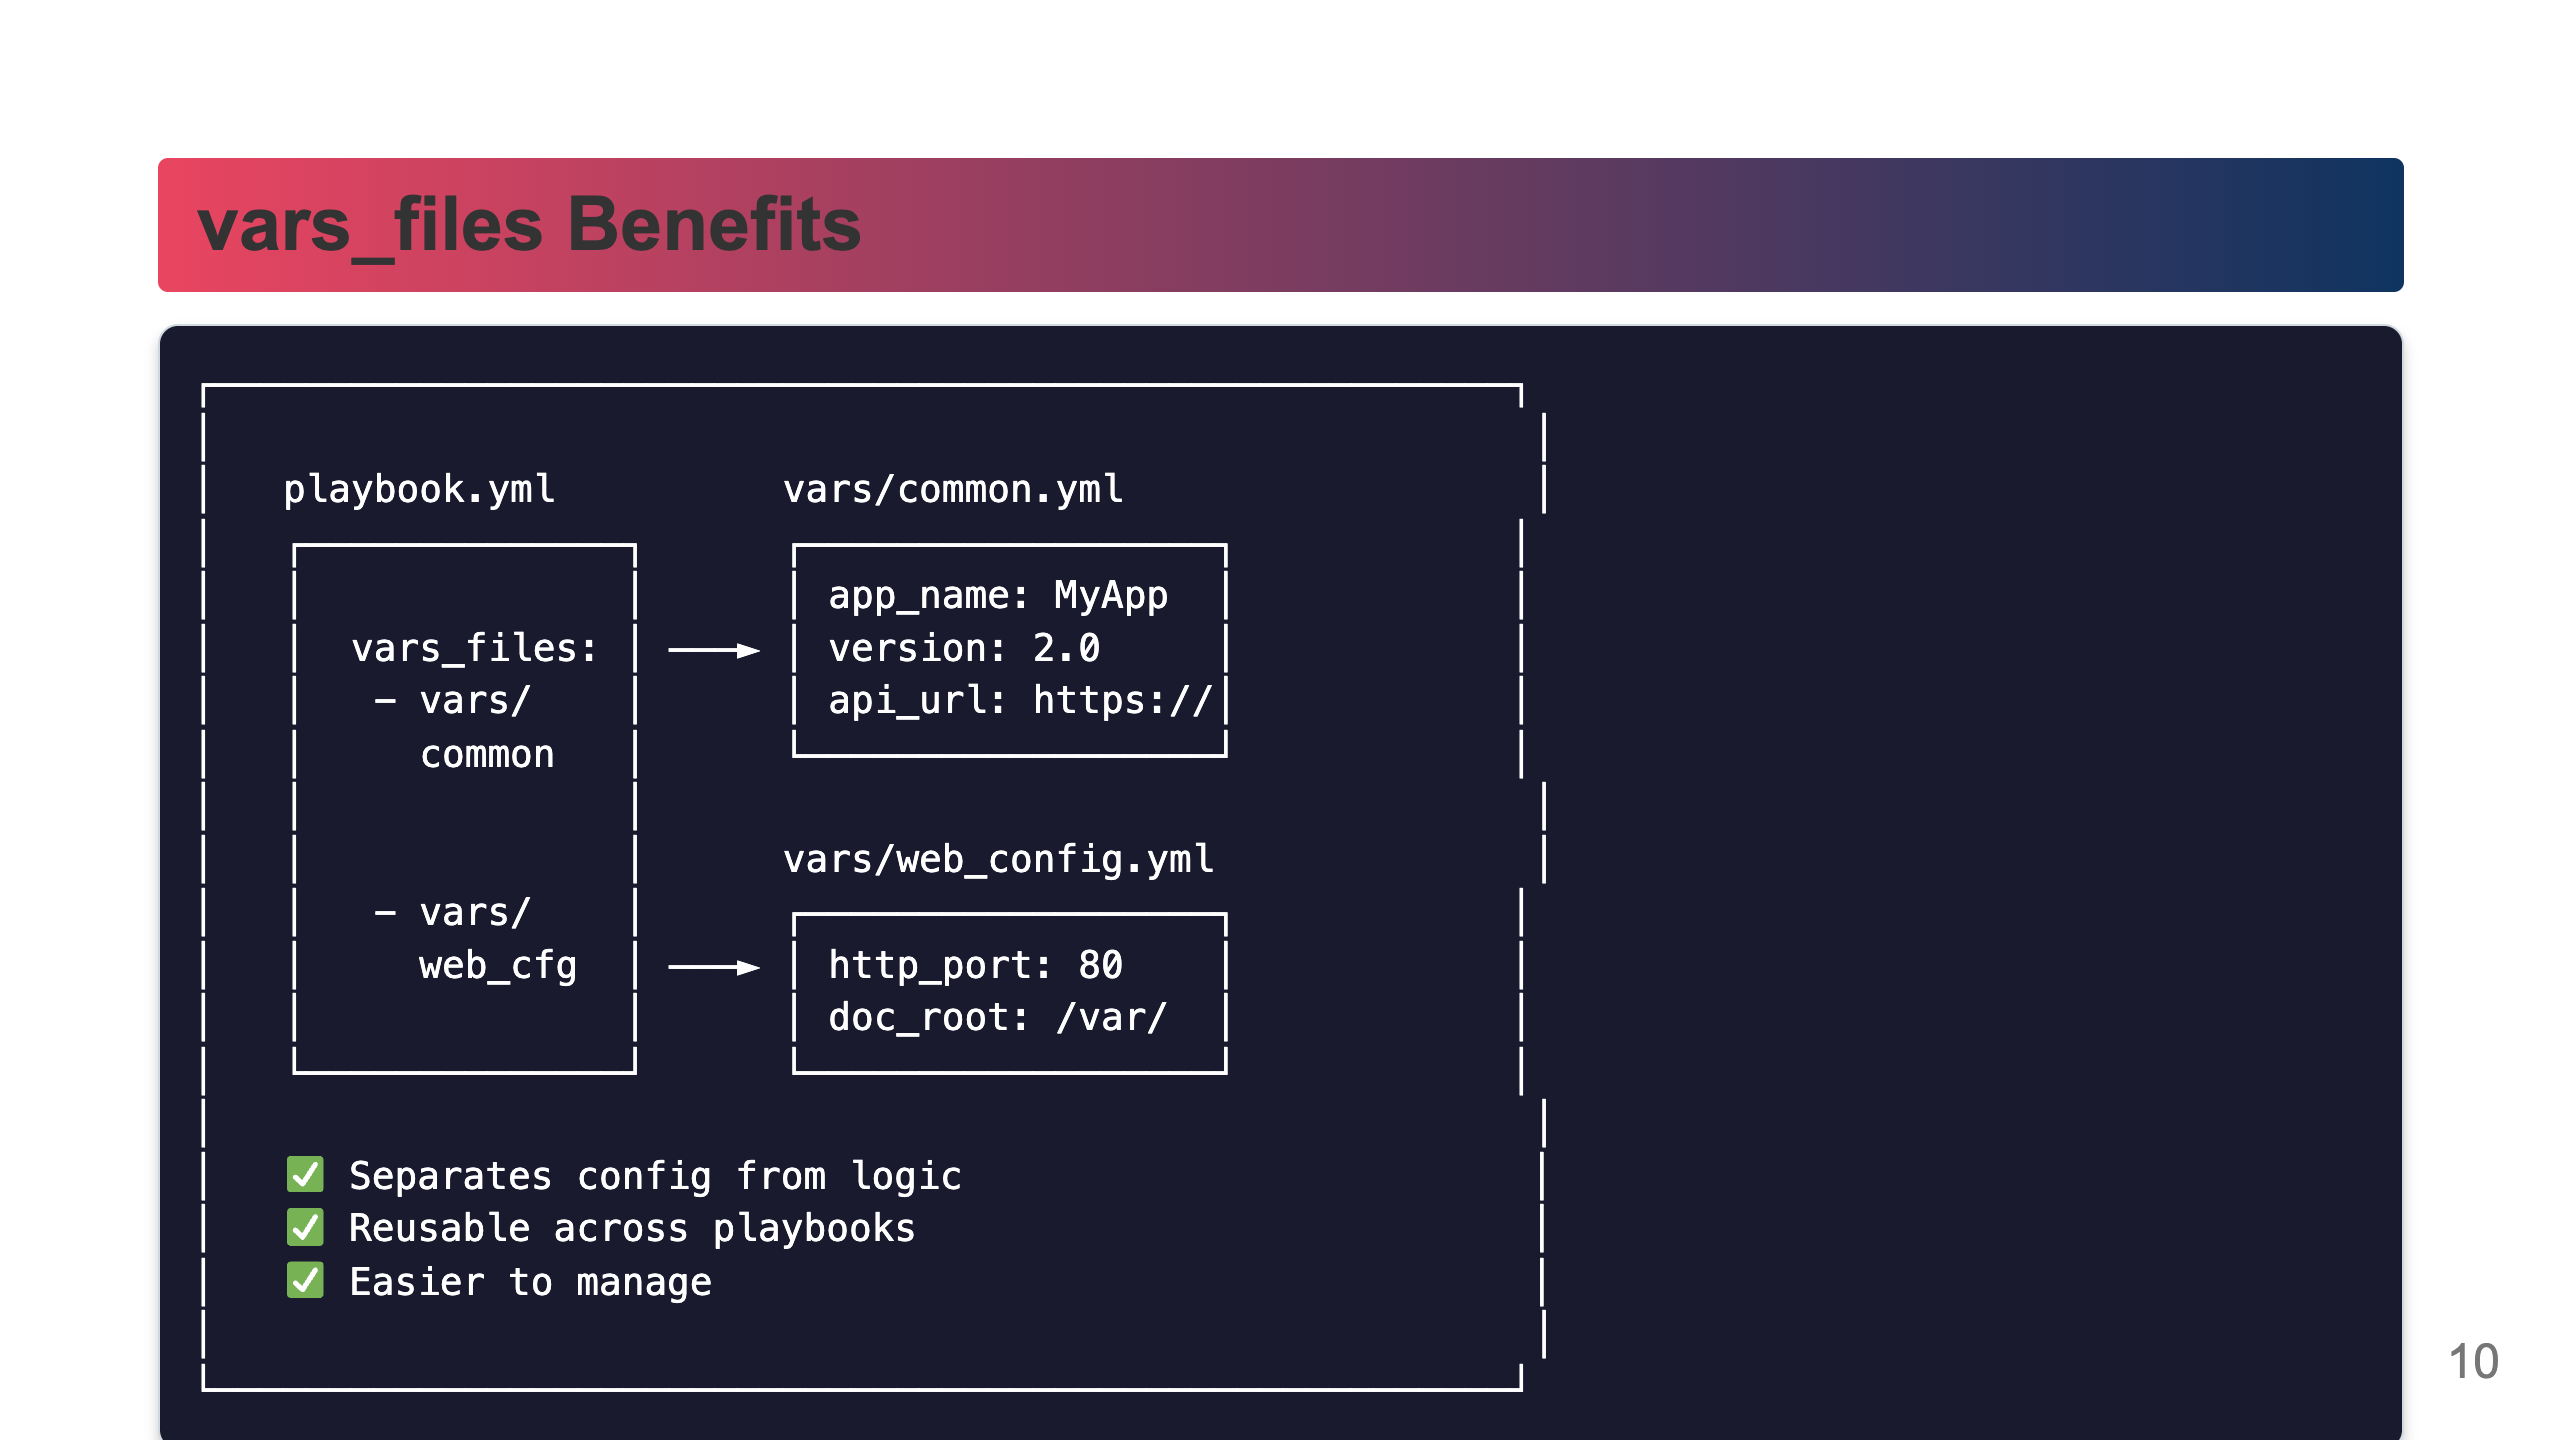 vars_files Benefits
playbook.yml
vars_files:
- vars/
common
- vars/
web_cfg
vars/common.yml
app_name: MyApp
version: 2.0
api_url: https://
vars/web_config.yml
http_port: 80
doc_root: /var/
✅ Separates config from logic
✅ Reusable across playbooks
✅ Easier to manage
10